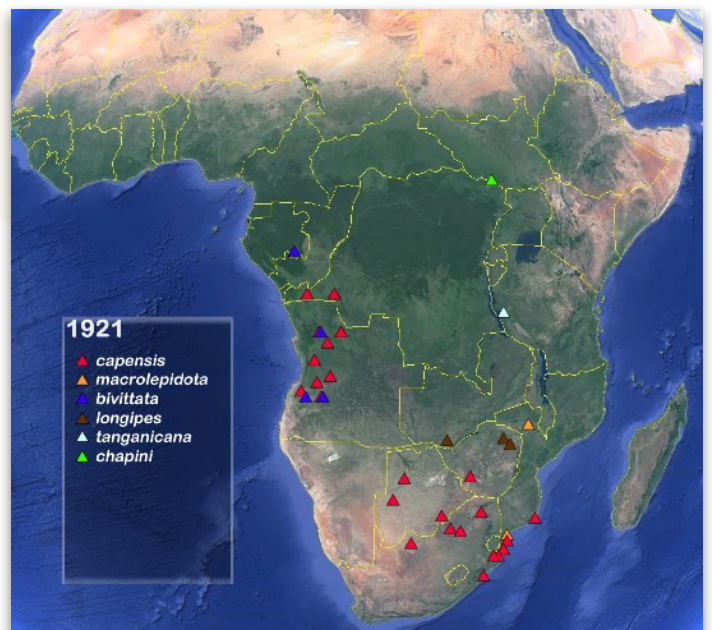 1921
capensis
macrolepidota
bivittata
longipes
tanganicana
chapini